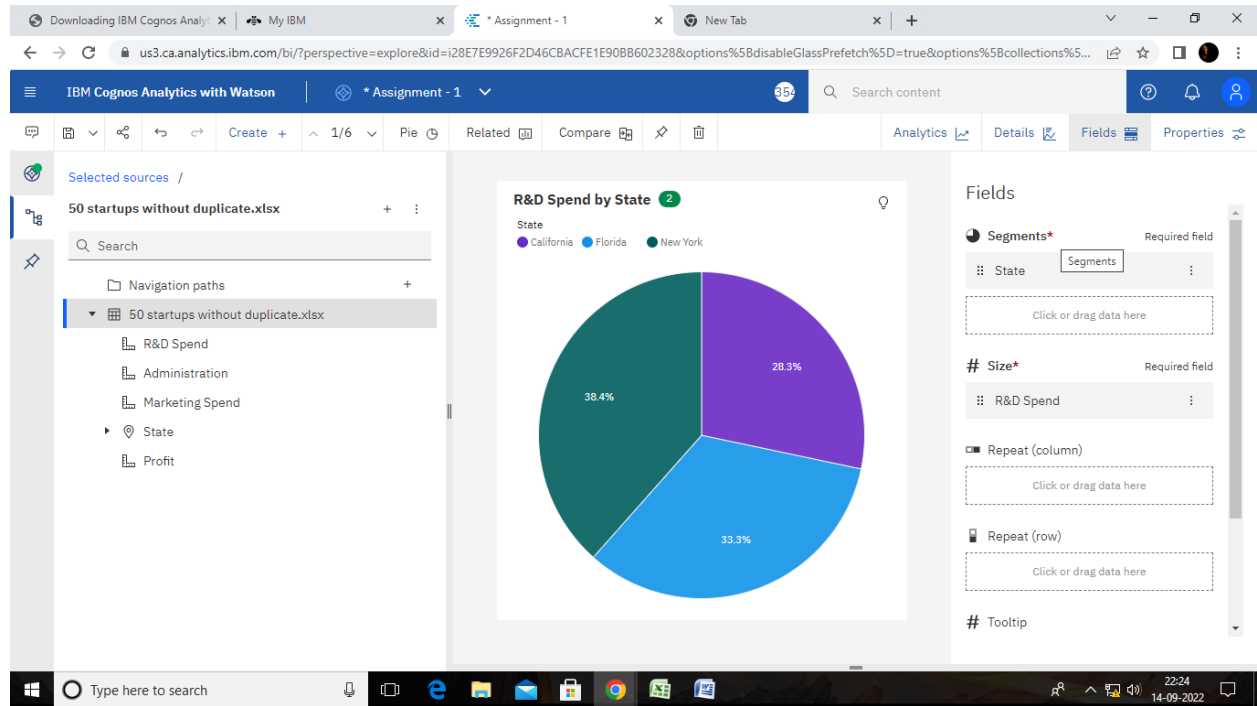 Downloading IBM Cognos Analyt
My IBM
* Assignment - 1
New Tab
us3.ca.analytics.ibm.com/bi/?perspective=explore&id=i28E7E9926F2D46CBACFE1E90BB602328&options%5BdisableGlassPrefetch%5D=true&options%5Bcollections%5...
IBM Cognos Analytics with Watson
* Assignment - 1
354
Search content
Create +
1/6
Pie
Related
Compare
Analytics
Details
Fields
Properties
Selected sources /
50 startups without duplicate.xlsx
Search
Navigation paths
50 startups without duplicate.xlsx
R&D Spend
Administration
Marketing Spend
State
Profit
R&D Spend by State 2
State
California Florida New York
28.3%
38.4%
33.3%
Fields
Segments* Required field
Segments
State
Click or drag data here
# Size* Required field
R&D Spend
Repeat (column)
Click or drag data here
Repeat (row)
Click or drag data here
# Tooltip
Type here to search
22:24
14-09-2022